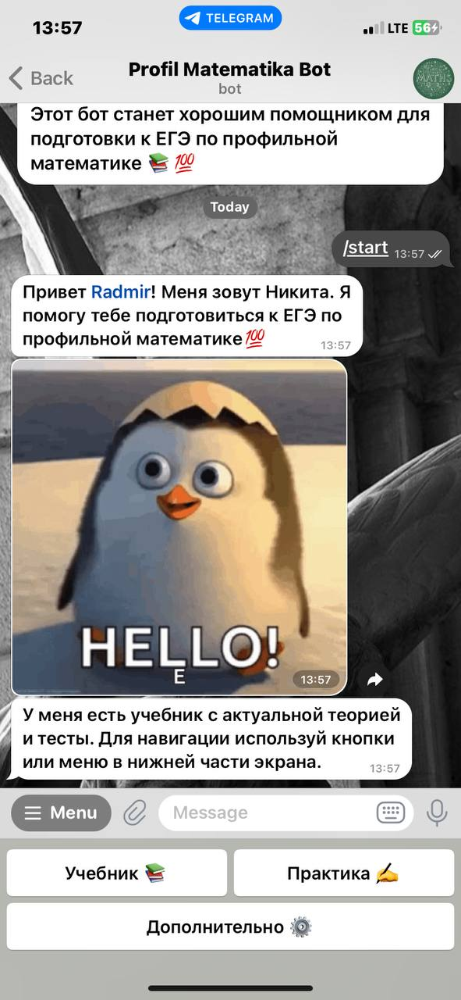 13:57
TELEGRAM
LTE
56
Back
Profil Matematika Bot
bot
MATHS
Этот бот станет хорошим помощником для
подготовки к ЕГЭ по профильной
математике 📚 💯
Today
/start 13:57
Привет Radmir! Меня зовут Никита. Я
помогу тебе подготовиться к ЕГЭ по
профильной математике💯 13:57
HELLO!
E
13:57
У меня есть учебник с актуальной теорией
и тесты. Для навигации используй кнопки
или меню в нижней части экрана. 13:57
Menu
Message
Учебник 📚
Практика ✍️
Дополнительно ⚙️